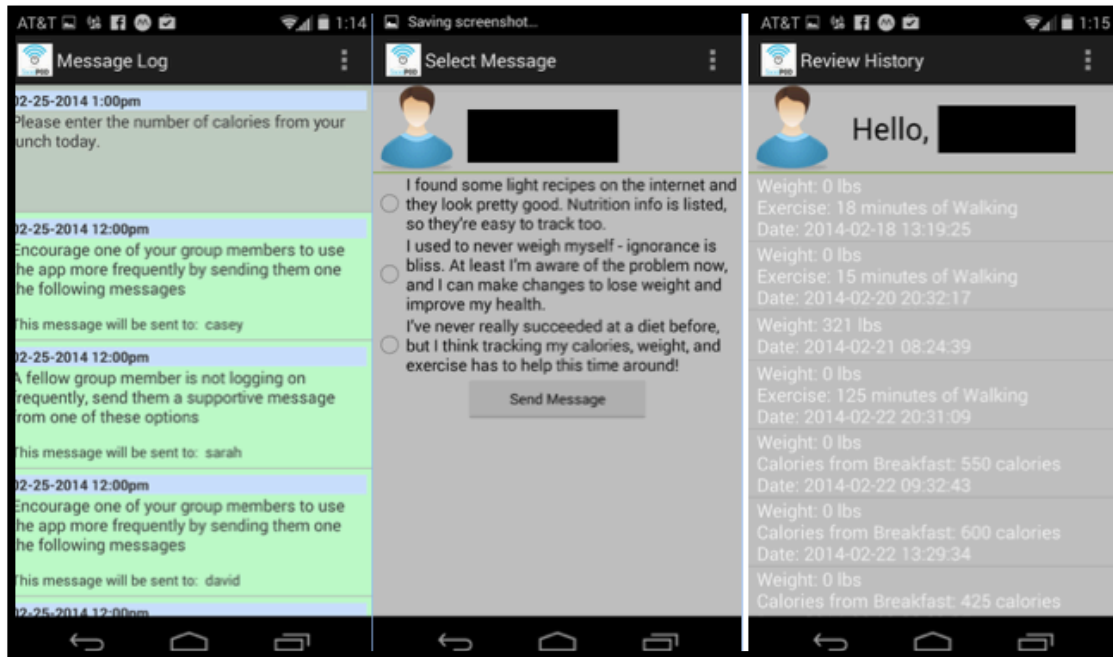 AT&T 1:14
Message Log
02-25-2014 1:00pm
Please enter the number of calories from your
unch today.
02-25-2014 12:00pm
Encourage one of your group members to use
he app more frequently by sending them one
he following messages
This message will be sent to: casey
02-25-2014 12:00pm
A fellow group member is not logging on
requently, send them a supportive message
rom one of these options
This message will be sent to: sarah
02-25-2014 12:00pm
Encourage one of your group members to use
he app more frequently by sending them one
he following messages
This message will be sent to: david
02-25-2014 12:00pm
Saving screenshot...
Select Message
I found some light recipes on the internet and
they look pretty good. Nutrition info is listed,
so they're easy to track too.
I used to never weigh myself - ignorance is
bliss. At least I'm aware of the problem now,
and I can make changes to lose weight and
improve my health.
I've never really succeeded at a diet before,
but I think tracking my calories, weight, and
exercise has to help this time around!
Send Message
AT&T 1:15
Review History
Hello,
Weight: 0 lbs
Exercise: 18 minutes of Walking
Date: 2014-02-18 13:19:25
Weight: 0 lbs
Exercise: 15 minutes of Walking
Date: 2014-02-20 20:32:17
Weight: 321 lbs
Date: 2014-02-21 08:24:39
Weight: 0 lbs
Exercise: 125 minutes of Walking
Date: 2014-02-22 20:31:09
Weight: 0 lbs
Calories from Breakfast: 550 calories
Date: 2014-02-22 09:32:43
Weight: 0 lbs
Calories from Breakfast: 600 calories
Date: 2014-02-22 13:29:34
Weight: 0 lbs
Calories from Breakfast: 425 calories